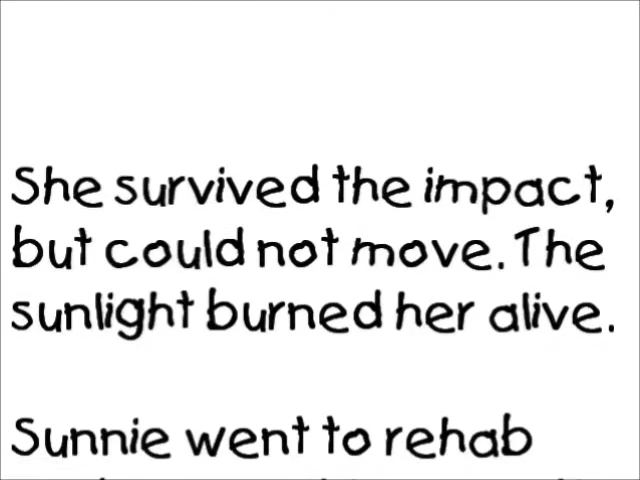 She survived the impact,
but could not move. The
sunlight burned her alive.
Sunnie went to rehab